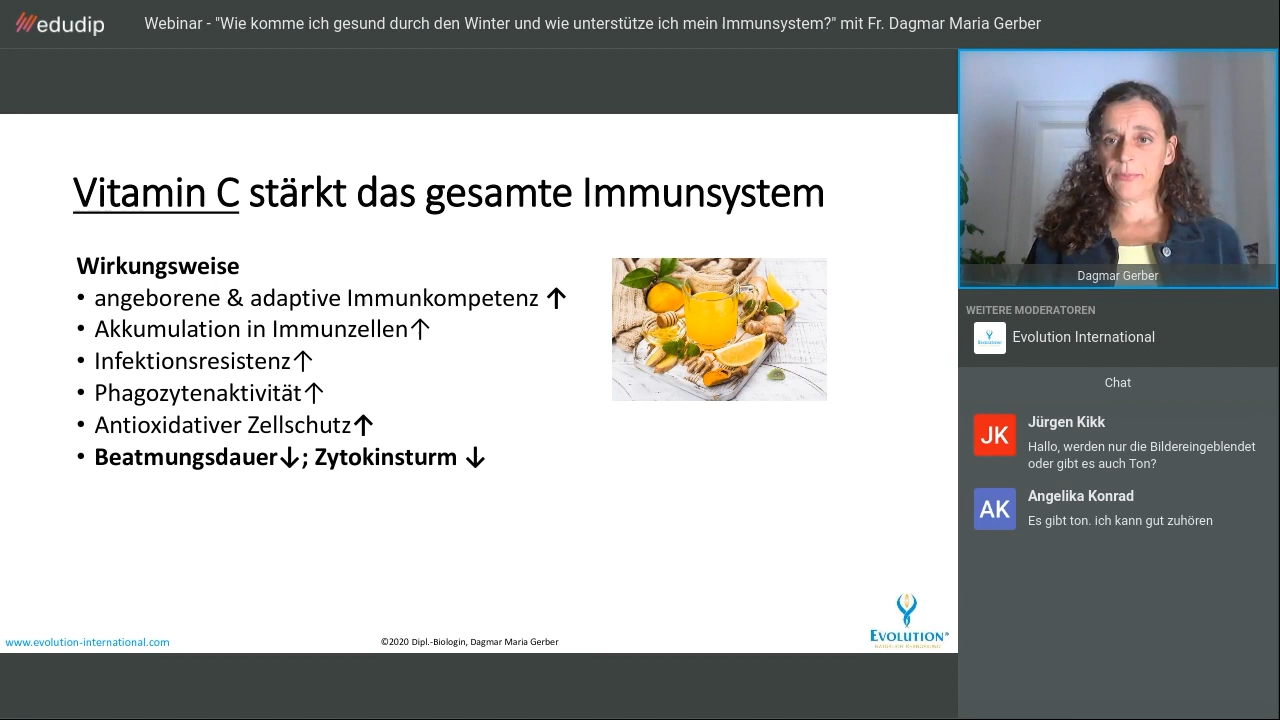 edudip
Webinar - "Wie komme ich gesund durch den Winter und wie unterstütze ich mein Immunsystem?" mit Fr. Dagmar Maria Gerber
Vitamin C stärkt das gesamte Immunsystem
Wirkungsweise
• angeborene & adaptive Immunkompetenz ↑
• Akkumulation in Immunzellen↑
• Infektionsresistenz↑
• Phagozytenaktivität↑
• Antioxidativer Zellschutz↑
• Beatmungsdauer↓; Zytokinsturm ↓
www.evolution-international.com
©2020 Dipl.-Biologin, Dagmar Maria Gerber
EVOLUTION®
Dagmar Gerber
WEITERE MODERATOREN
Evolution International
Chat
JK
Jürgen Kikk
Hallo, werden nur die Bildereingeblendet
oder gibt es auch Ton?
AK
Angelika Konrad
Es gibt ton. ich kann gut zuhören